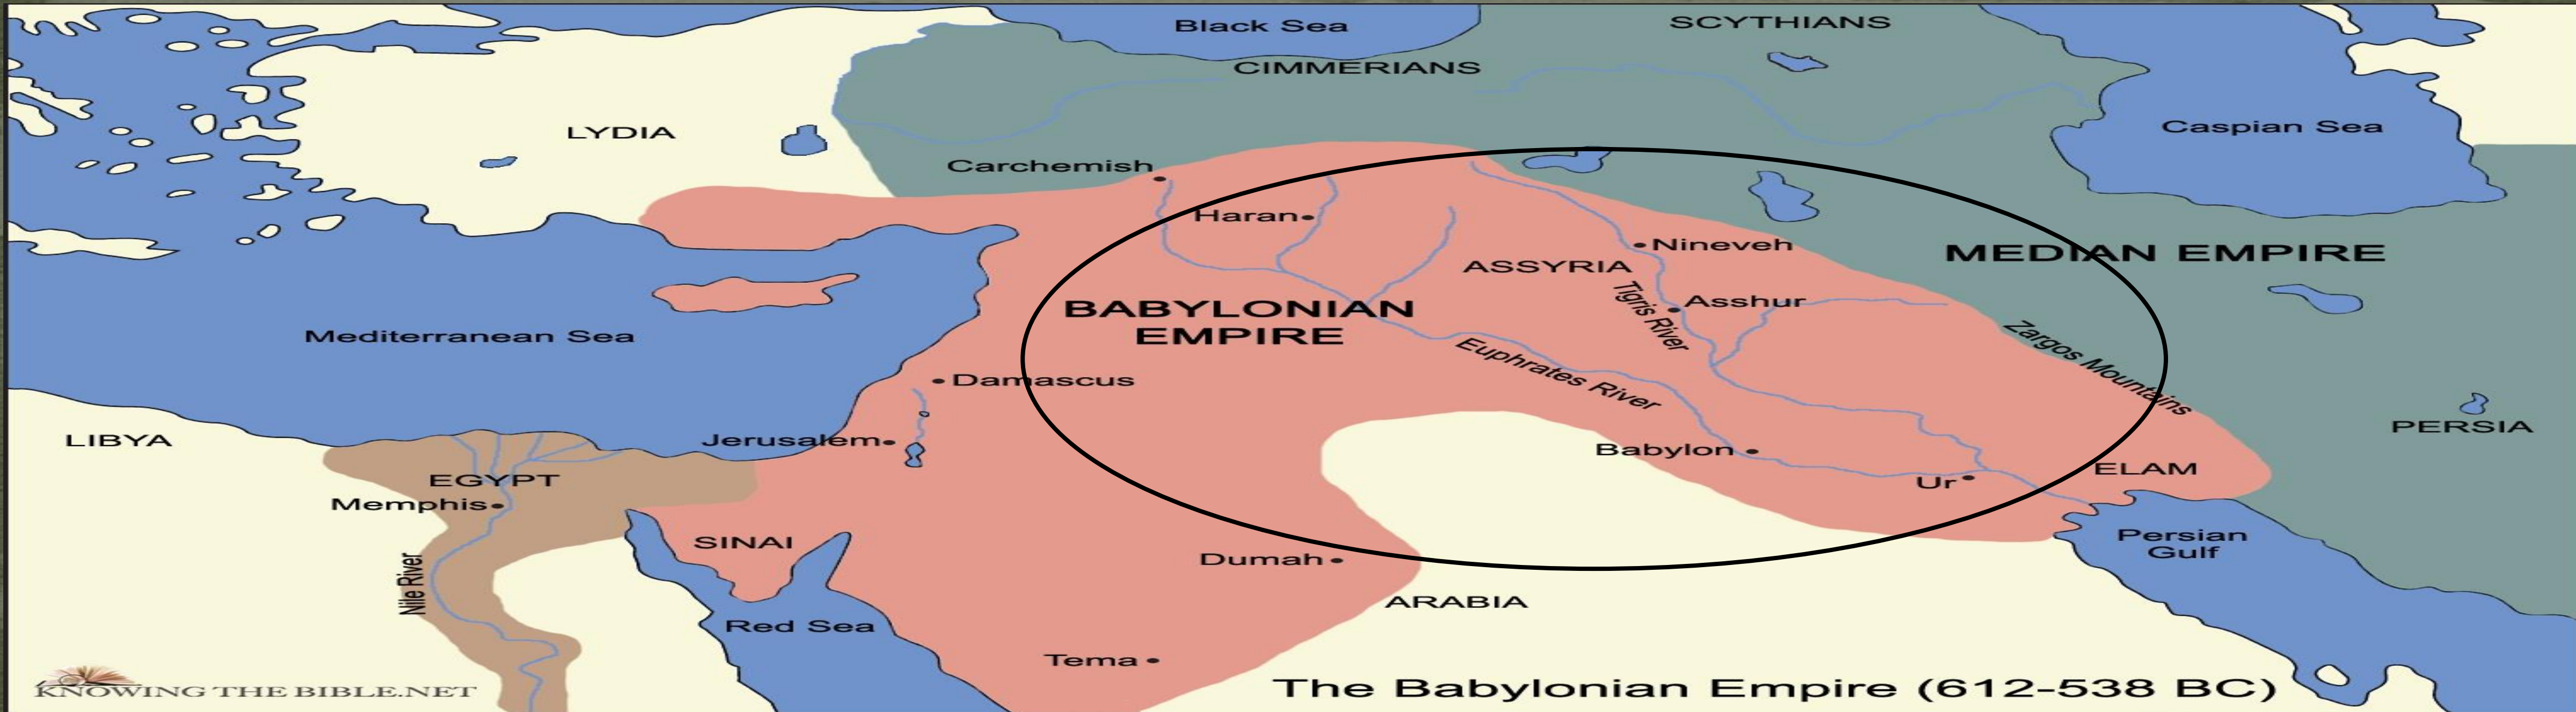 Black Sea
SCYTHIANS
CIMMERIANS
LYDIA
Caspian Sea
Carchemish
Haran
Nineveh
MEDIAN EMPIRE
ASSYRIA
Tigris River
Asshur
BABYLONIAN
EMPIRE
Mediterranean Sea
Zargos Mountains
Euphrates River
Damascus
LIBYA
Jerusalem
PERSIA
Babylon
ELAM
EGYPT
Ur
Memphis
SINAI
Persian
Gulf
Dumah
Nile River
ARABIA
Red Sea
Tema
KNOWING THE BIBLE.NET
The Babylonian Empire (612-538 BC)